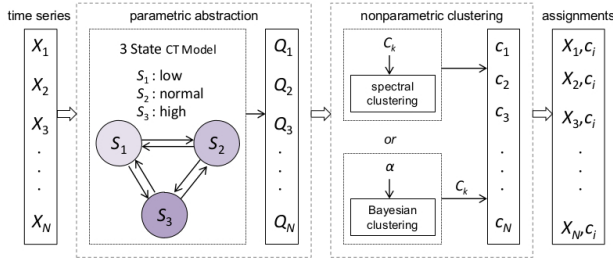 time series
parametric abstraction
nonparametric clustering
assignments
X1
X2
X3
.
.
.
XN
3 State CT Model
S1 : low
S2 : normal
S3 : high
S1
S2
S3
Q1
Q2
Q3
.
.
.
QN
Ck
spectral
clustering
or
α
Bayesian
clustering
Ck
c1
c2
c3
.
.
.
cN
X1,ci
X2,ci
X3,ci
.
.
.
XN,ci